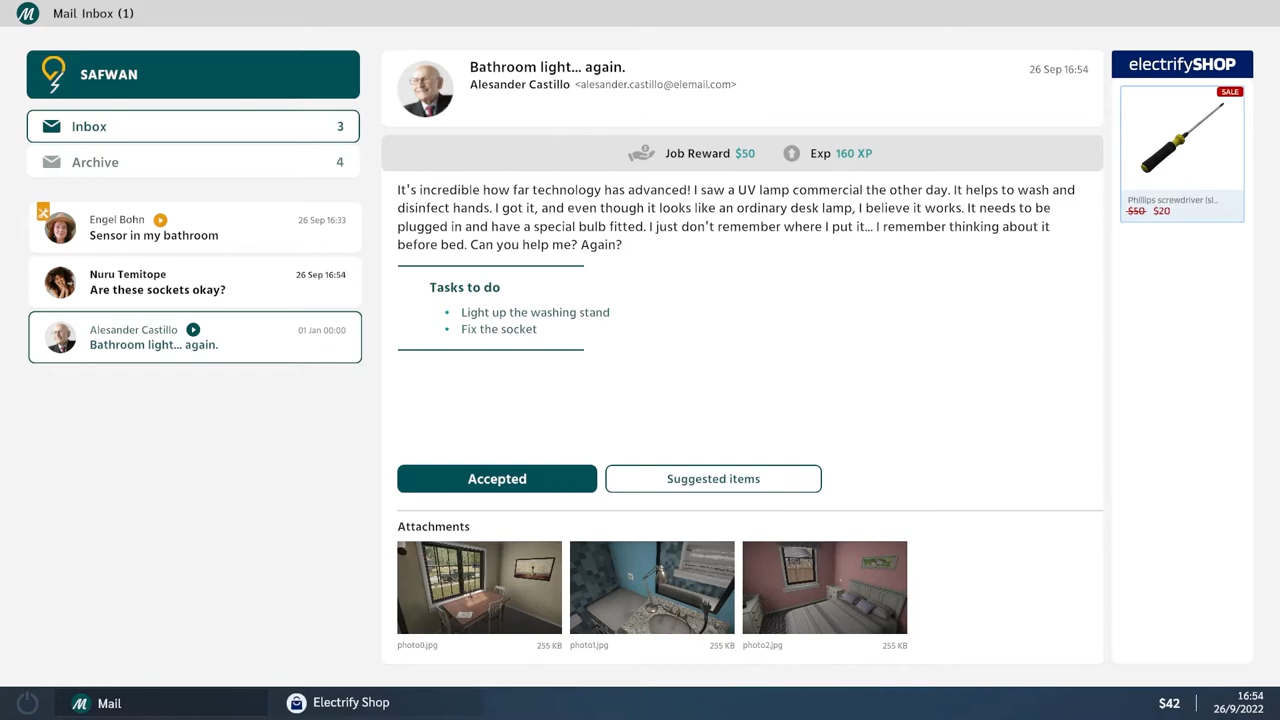 Mail Inbox (1)
SAFWAN
Inbox 3
Archive 4
Engel Bohn 26 Sep 16:33
Sensor in my bathroom
Nuru Temitope 26 Sep 16:54
Are these sockets okay?
Alesander Castillo 01 Jan 00:00
Bathroom light... again.
Bathroom light... again.
Alesander Castillo <alesander.castillo@elemail.com>
26 Sep 16:54
Job Reward $50 Exp 160 XP
It's incredible how far technology has advanced! I saw a UV lamp commercial the other day. It helps to wash and
disinfect hands. I got it, and even though it looks like an ordinary desk lamp, I believe it works. It needs to be
plugged in and have a special bulb fitted. I just don't remember where I put it... I remember thinking about it
before bed. Can you help me? Again?
Tasks to do
• Light up the washing stand
• Fix the socket
Accepted Suggested items
Attachments
photo0.jpg 255 KB photo1.jpg 255 KB photo2.jpg 255 KB
electrifySHOP
SALE
Phillips screwdriver isl...
$50 $20
Mail Electrify Shop $42 16:54
26/9/2022